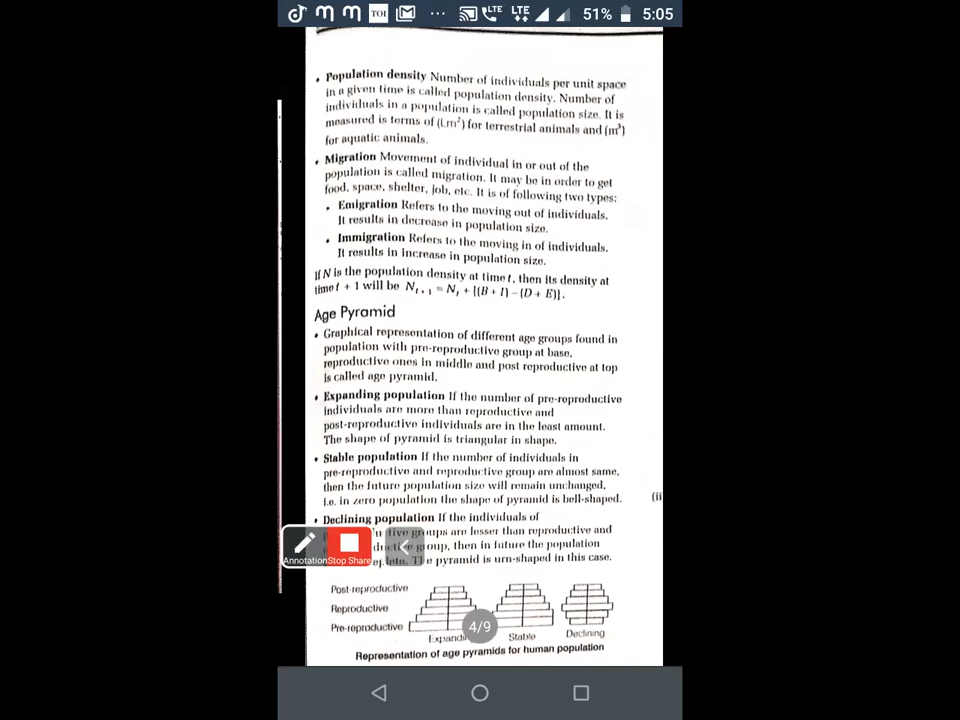 TOI
LTE LTE 51% 5:05
• Population density Number of individuals per unit space
in a given time is called population density. Number of
individuals in a population is called population size. It is
measured is terms of (Lm²) for terrestrial animals and (m³)
for aquatic animals.
• Migration Movement of individual in or out of the
population is called migration. It may be in order to get
food, space, shelter, job, etc. It is of following two types:
• Emigration Refers to the moving out of individuals.
It results in decrease in population size.
• Immigration Refers to the moving in of individuals.
It results in increase in population size.
If N is the population density at time t, then its density at
time t + 1 will be Nₜ₊₁ = Nₜ + [(B + I) − (D + E)].
Age Pyramid
• Graphical representation of different age groups found in
population with pre-reproductive group at base,
reproductive ones in middle and post reproductive at top
is called age pyramid.
• Expanding population If the number of pre-reproductive
individuals are more than reproductive and
post-reproductive individuals are in the least amount.
The shape of pyramid is triangular in shape.
• Stable population If the number of individuals in
pre-reproductive and reproductive group are almost same,
then the future population size will remain unchanged,
i.e. in zero population the shape of pyramid is bell-shaped.
(ii
• Declining population If the individuals of
tive groups are lesser than reproductive and
ductive group, then in future the population
The pyramid is urn-shaped in this case.
Annotation Stop Share
Post-reproductive
Reproductive
Pre-reproductive
4/9
Expandi Stable Declining
Representation of age pyramids for human population